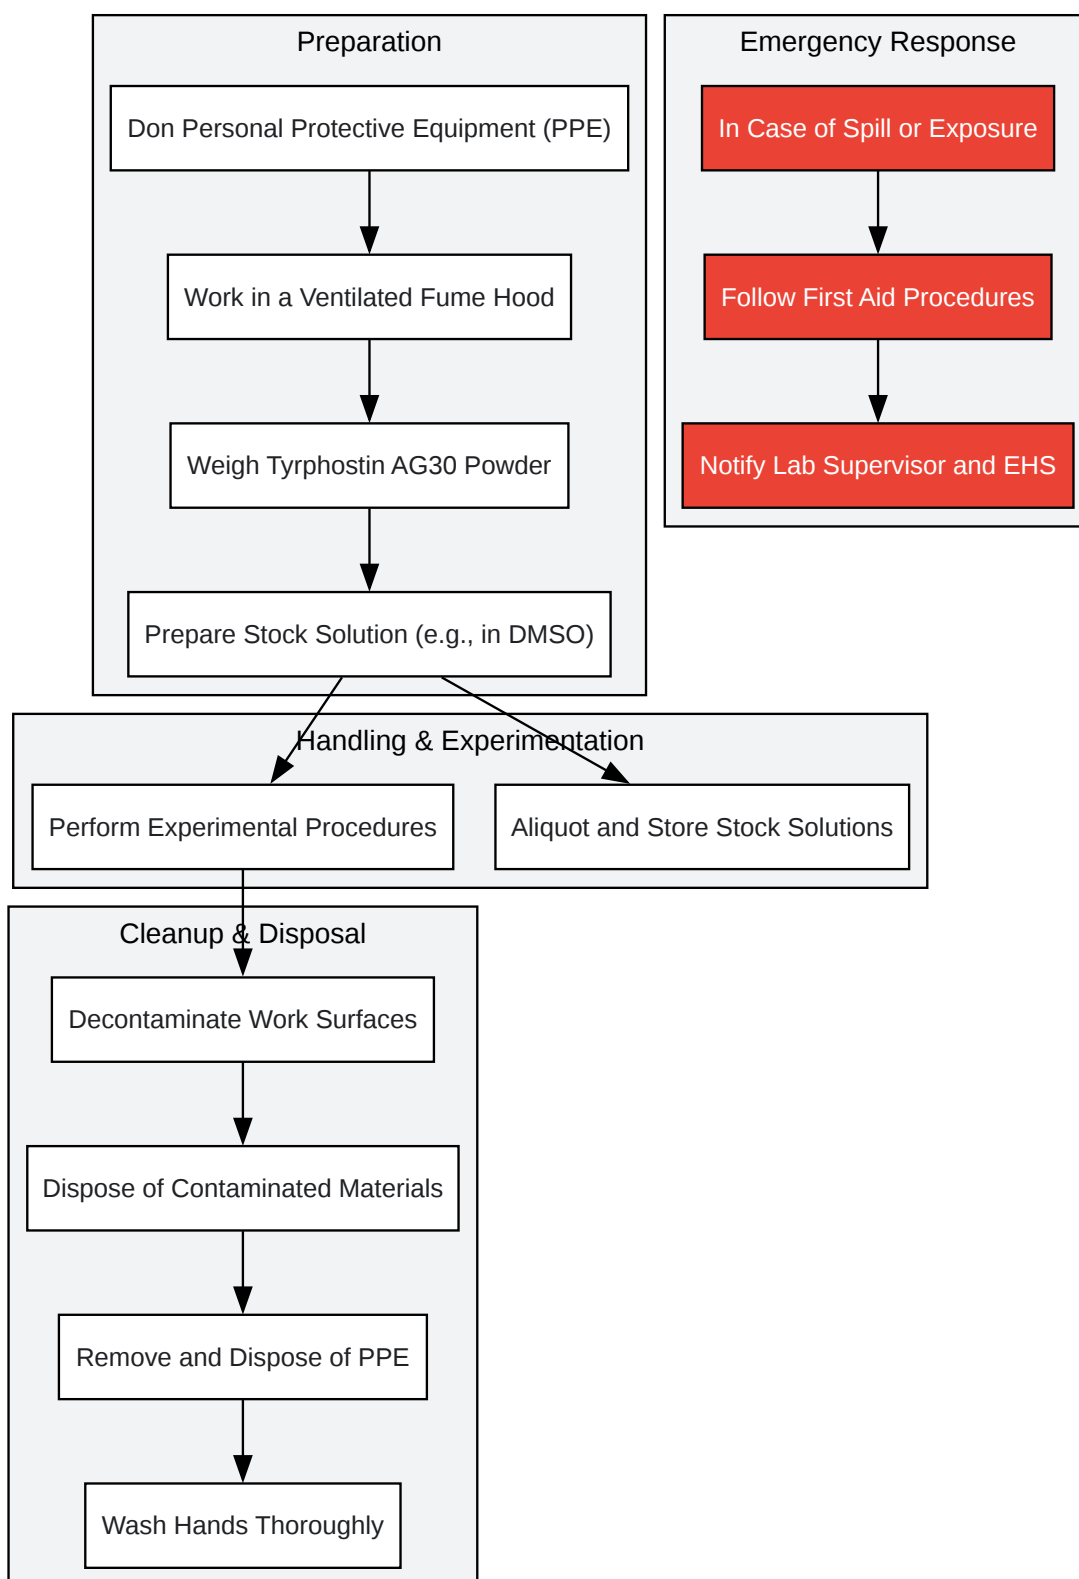 Preparation
Don Personal Protective Equipment (PPE)
Work in a Ventilated Fume Hood
Weigh Tyrphostin AG30 Powder
Prepare Stock Solution (e.g., in DMSO)
Emergency Response
In Case of Spill or Exposure
Follow First Aid Procedures
Notify Lab Supervisor and EHS
Handling & Experimentation
Perform Experimental Procedures
Aliquot and Store Stock Solutions
Cleanup & Disposal
Decontaminate Work Surfaces
Dispose of Contaminated Materials
Remove and Dispose of PPE
Wash Hands Thoroughly